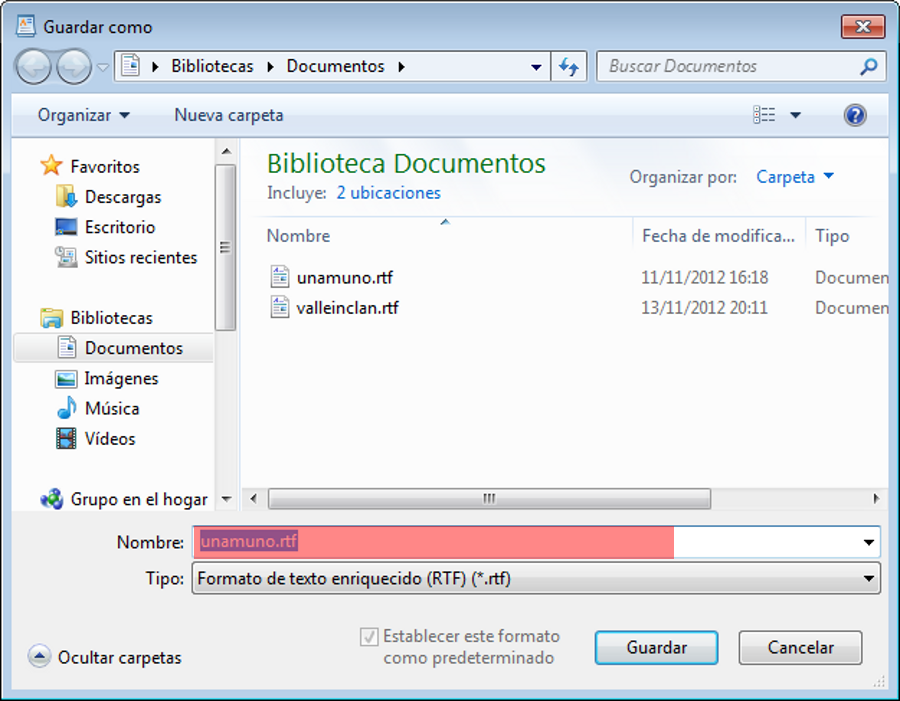 Guardar como
Bibliotecas Documentos
Buscar Documentos
Organizar Nueva carpeta
Favoritos
Descargas
Escritorio
Sitios recientes
Bibliotecas
Documentos
Imágenes
Música
Vídeos
Grupo en el hogar
Biblioteca Documentos
Incluye: 2 ubicaciones
Organizar por: Carpeta
Nombre Fecha de modifica... Tipo
unamuno.rtf 11/11/2012 16:18 Documen
valleinclan.rtf 13/11/2012 20:11 Documen
Nombre: unamuno.rtf
Tipo: Formato de texto enriquecido (RTF) (*.rtf)
Ocultar carpetas
Establecer este formato
como predeterminado
Guardar
Cancelar